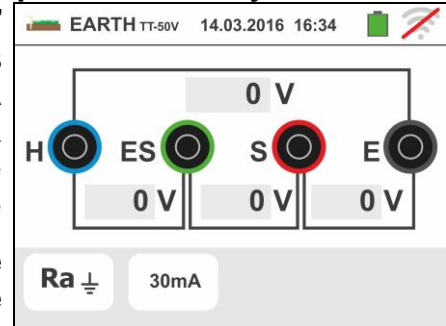 EARTH TT-50V 14.03.2016 16:34
0 V
H ES S E
0 V 0 V 0 V
Ra 30mA